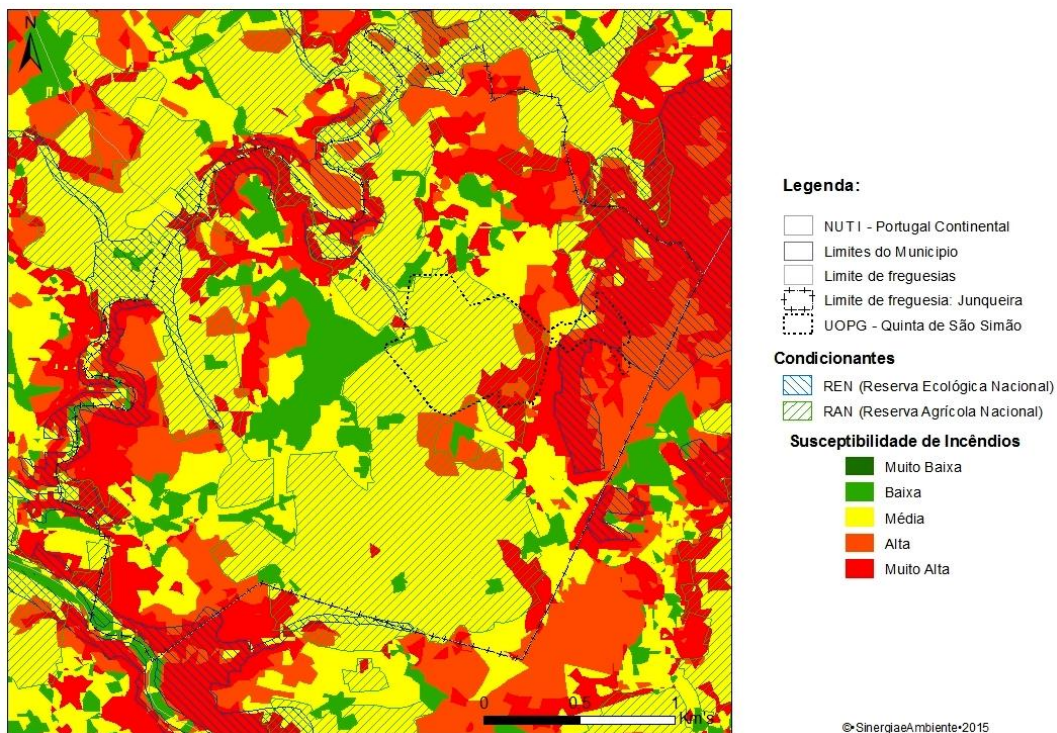 N
0 0.5 1
Km's
Legenda:
NUT I - Portugal Continental
Limites do Municipio
Limite de freguesias
Limite de freguesia: Junqueira
UOPG - Quinta de São Simão
Condicionantes
REN (Reserva Ecológica Nacional)
RAN (Reserva Agrícola Nacional)
Susceptibilidade de Incêndios
Muito Baixa
Baixa
Média
Alta
Muito Alta
©•SinergiaeAmbiente•2015